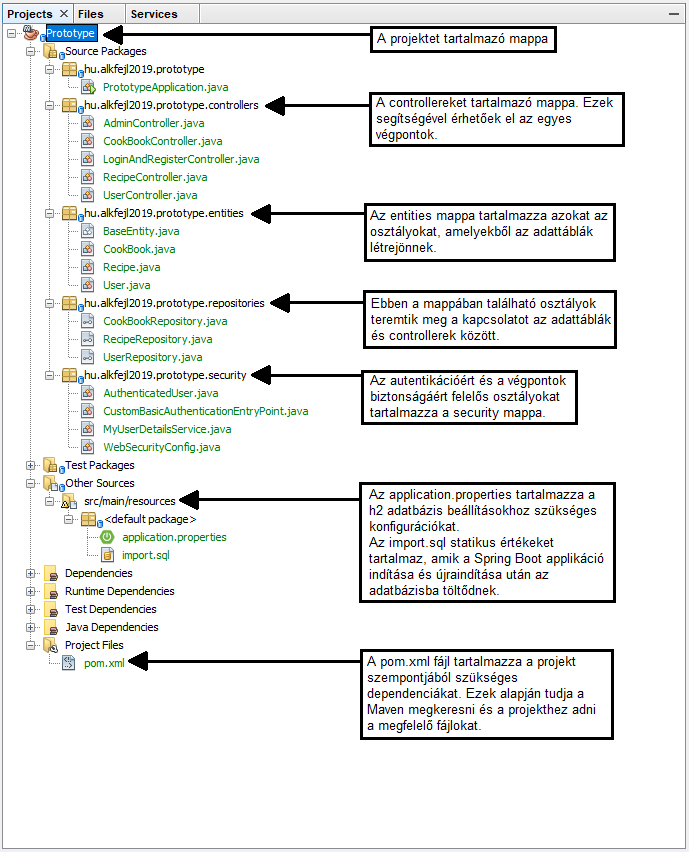 Projects
Files
Services
Prototype
A projektet tartalmazó mappa
Source Packages
hu.alkfejl2019.prototype
PrototypeApplication.java
hu.alkfejl2019.prototype.controllers
A controllereket tartalmazó mappa. Ezek
segítségével érhetőek el az egyes
végpontok.
AdminController.java
CookBookController.java
LoginAndRegisterController.java
RecipeController.java
UserController.java
hu.alkfejl2019.prototype.entities
Az entities mappa tartalmazza azokat az
osztályokat, amelyekből az adattáblák
létrejönnek.
BaseEntity.java
CookBook.java
Recipe.java
User.java
hu.alkfejl2019.prototype.repositories
Ebben a mappában található osztályok
teremtik meg a kapcsolatot az adattáblák
és controllerek között.
CookBookRepository.java
RecipeRepository.java
UserRepository.java
hu.alkfejl2019.prototype.security
Az autentikációért és a végpontok
biztonságáért felelős osztályokat
tartalmazza a security mappa.
AuthenticatedUser.java
CustomBasicAuthenticationEntryPoint.java
MyUserDetailsService.java
WebSecurityConfig.java
Test Packages
Other Sources
src/main/resources
<default package>
application.properties
import.sql
Az application.properties tartalmazza a
h2 adatbázis beállításokhoz szükséges
konfigurációkat.
Az import.sql statikus értékeket
tartalmaz, amik a Spring Boot applikáció
indítása és újraindítása után az
adatbázisba töltődnek.
Dependencies
Runtime Dependencies
Test Dependencies
Java Dependencies
Project Files
pom.xml
A pom.xml fájl tartalmazza a projekt
szempontjából szükséges
dependenciákat. Ezek alapján tudja a
Maven megkeresni és a projekthez adni
a megfelelő fájlokat.